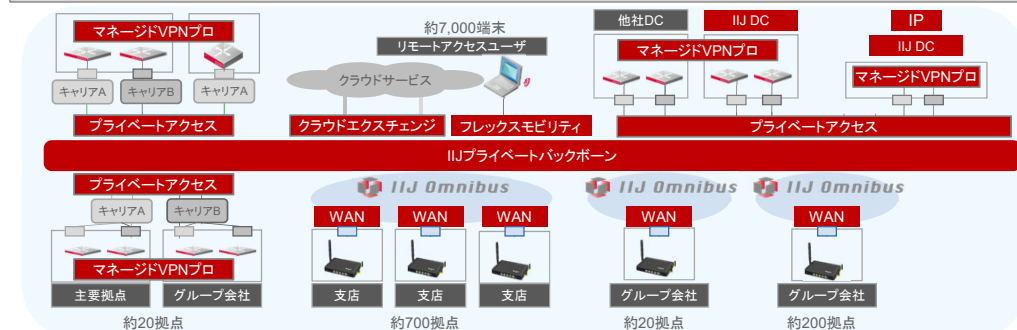 マネージドVPNプロ
キャリアA
キャリアB
キャリアA
プライベートアクセス
約7,000端末
リモートアクセスユーザ
クラウドサービス
クラウドエクスチェンジ
フレックスモビリティ
他社DC
IIJ DC
マネージドVPNプロ
IP
IIJ DC
マネージドVPNプロ
プライベートアクセス
IIJプライベートバックボーン
プライベートアクセス
キャリアA
キャリアB
マネージドVPNプロ
主要拠点
グループ会社
約20拠点
IIJ Omnibus
WAN
WAN
WAN
支店
支店
支店
約700拠点
IIJ Omnibus
WAN
グループ会社
約20拠点
IIJ Omnibus
WAN
グループ会社
約200拠点